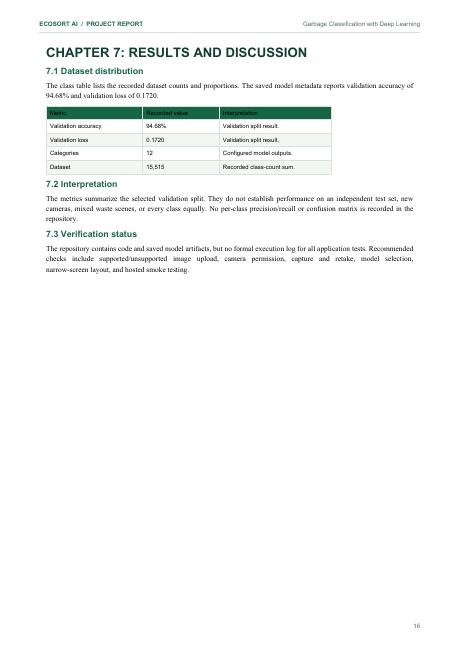 ECOSORT AI / PROJECT REPORT Garbage Classification with Deep Learning
CHAPTER 7: RESULTS AND DISCUSSION
7.1 Dataset distribution
The class table lists the recorded dataset counts and proportions. The saved model metadata reports validation accuracy of
94.68% and validation loss of 0.1720.
Metric Recorded value Interpretation
Validation accuracy 94.68% Validation split result.
Validation loss 0.1720 Validation split result.
Categories 12 Configured model outputs.
Dataset 15,515 Recorded class-count sum.
7.2 Interpretation
The metrics summarize the selected validation split. They do not establish performance on an independent test set, new
cameras, mixed waste scenes, or every class equally. No per-class precision/recall or confusion matrix is recorded in the
repository.
7.3 Verification status
The repository contains code and saved model artifacts, but no formal execution log for all application tests. Recommended
checks include supported/unsupported image upload, camera permission, capture and retake, model selection,
narrow-screen layout, and hosted smoke testing.
16